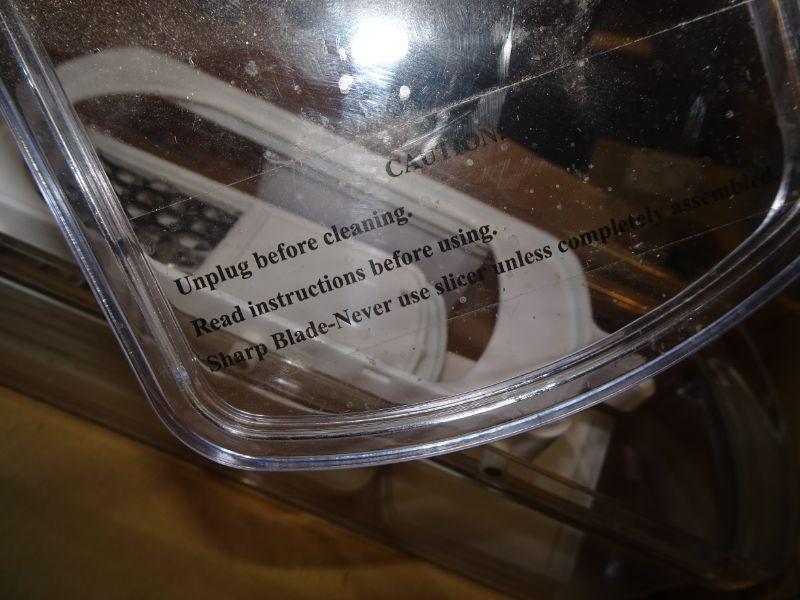 CAUTION:
Unplug before cleaning.
Read instructions before using.
Sharp Blade-Never use slicer unless completely assembled.